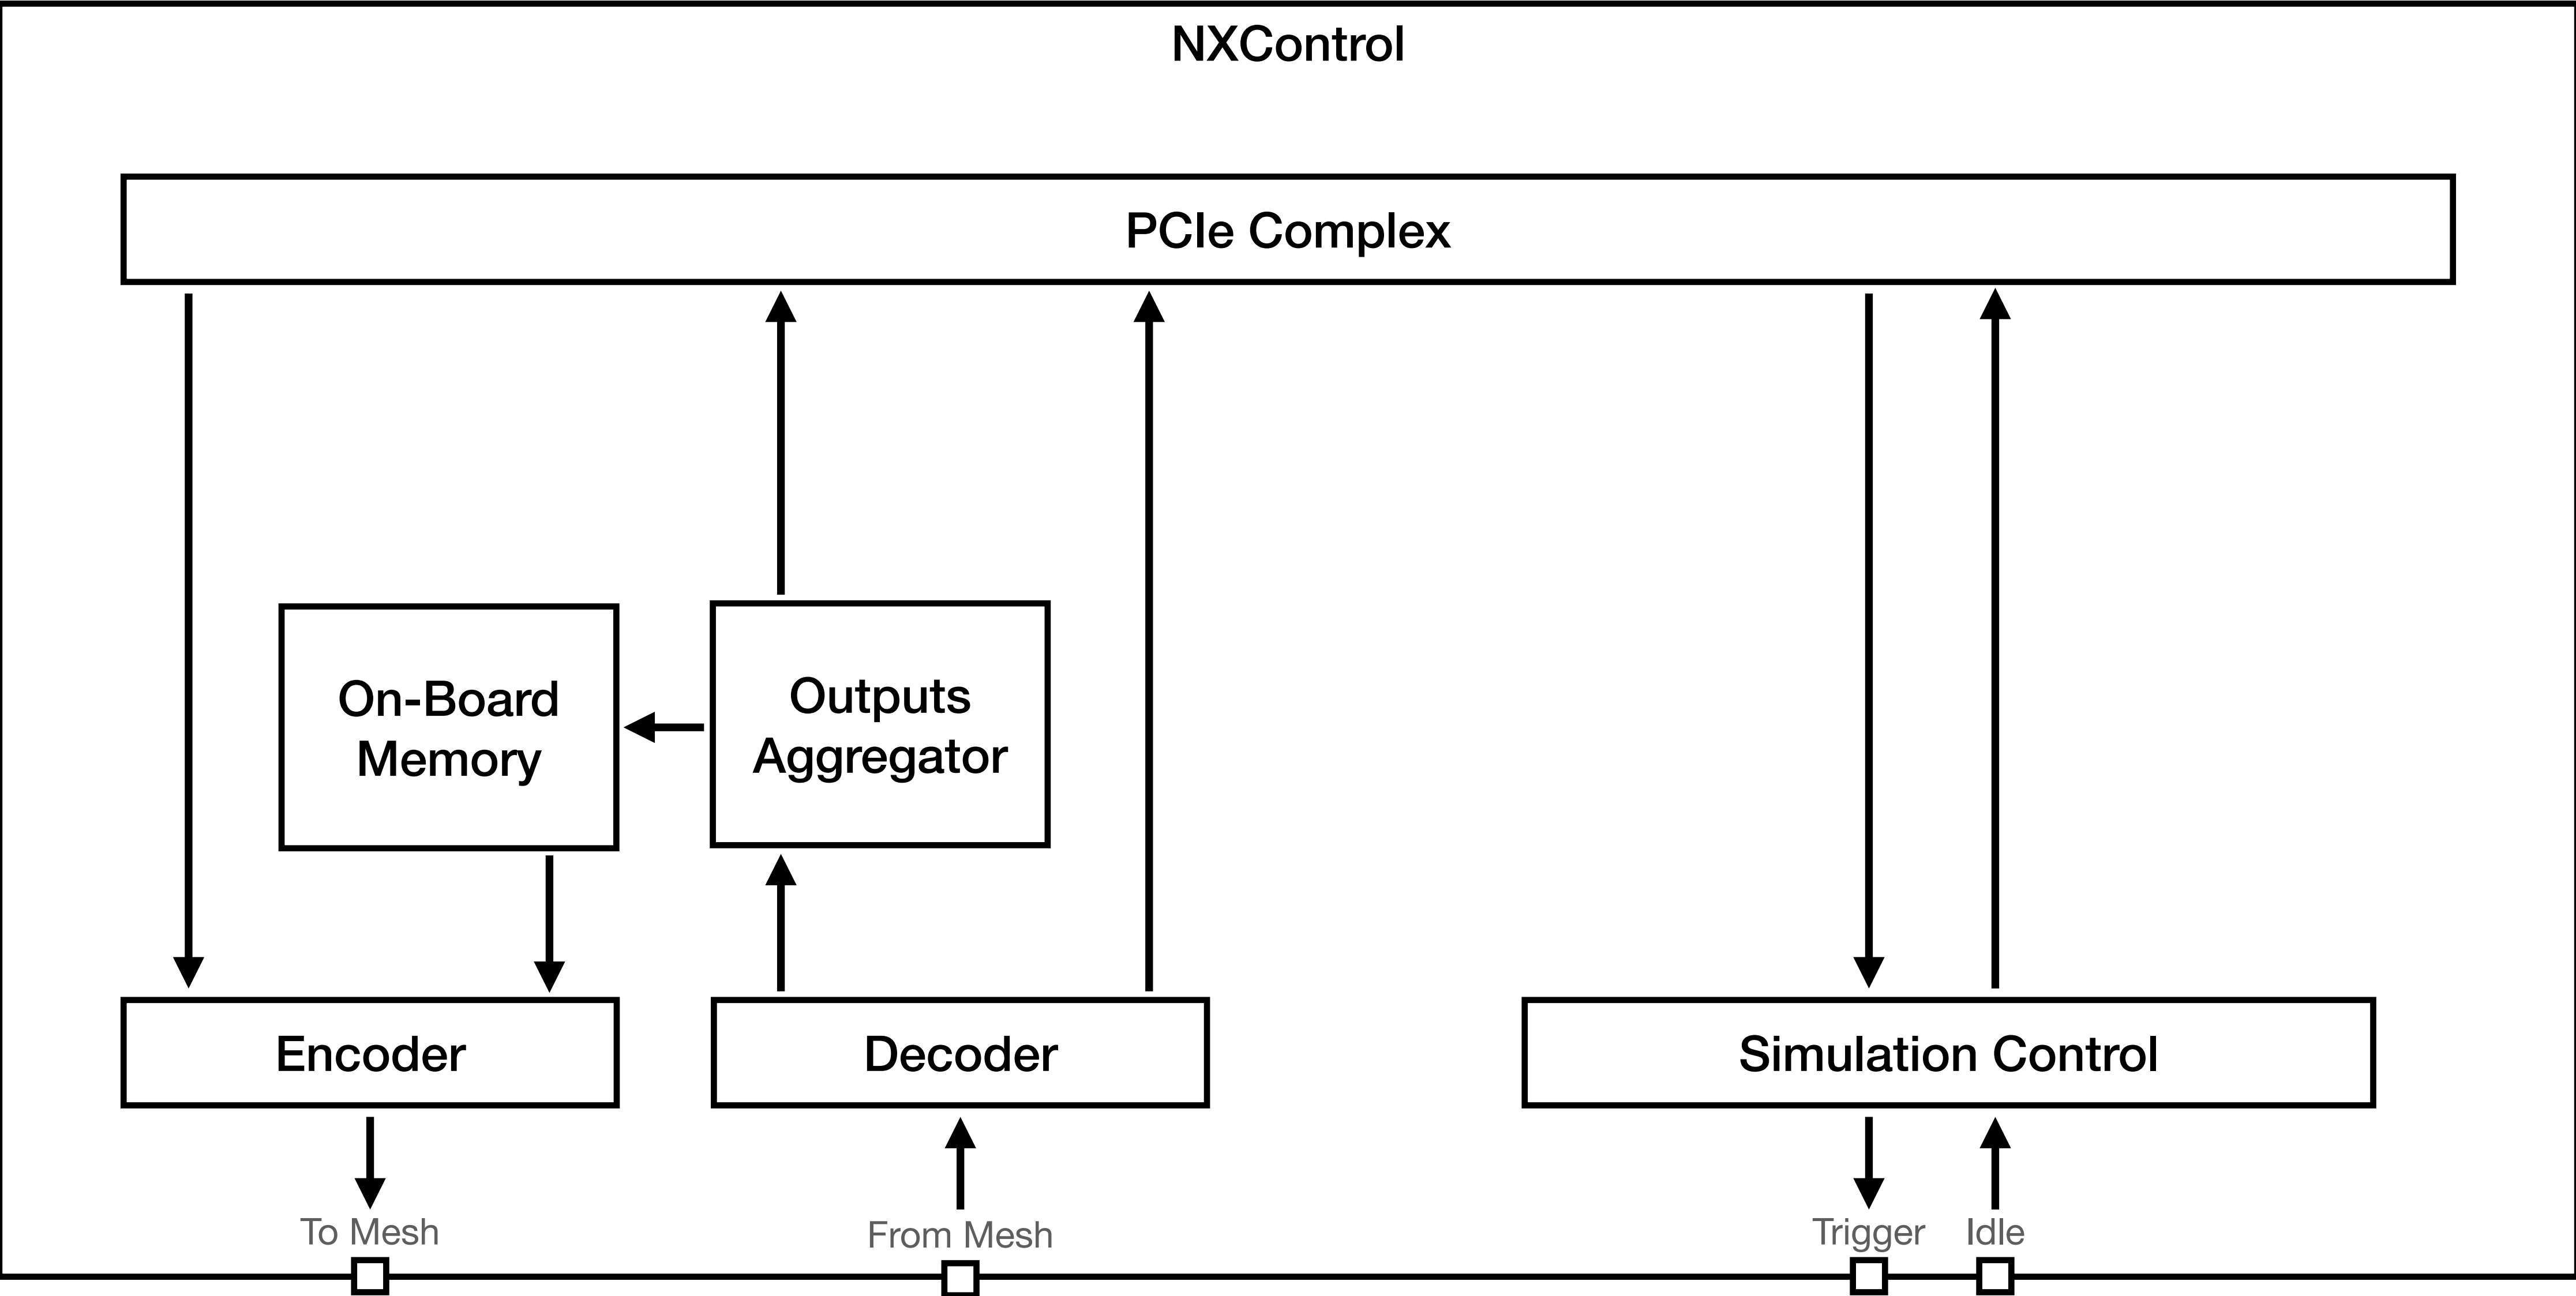 NXControl
PCIe Complex
On-Board
Memory
Outputs
Aggregator
Encoder
Decoder
Simulation Control
To Mesh
From Mesh
Trigger
Idle